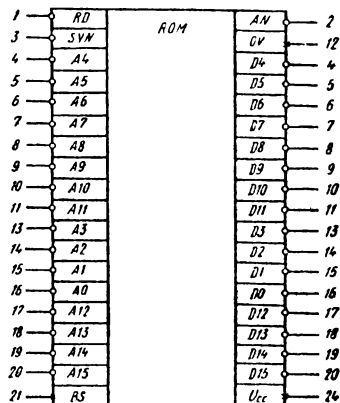 1 RD ROM AN 2
3 SYN GV 12
4 A4 D4 4
5 A5 D5 5
6 A6 D6 6
7 A7 D7 7
8 A8 D8 8
9 A9 D9 9
10 A10 D10 10
11 A11 D11 11
13 A3 D3 13
14 A2 D2 14
15 A1 D1 15
16 A0 D0 16
17 A12 D12 17
18 A13 D13 18
19 A14 D14 19
20 A15 D15 20
21 BS Ucc 24